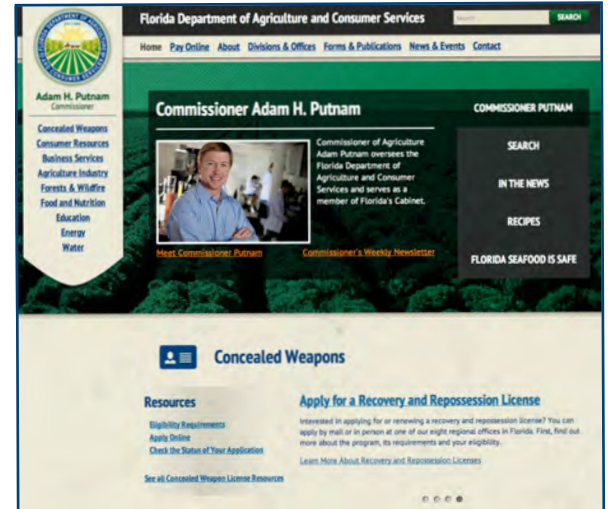 Florida Department of Agriculture and Consumer Services
SEARCH
Home Pay Online About Divisions & Offices Forms & Publications News & Events Contact
Adam H. Putnam
Commissioner
Concealed Weapons
Consumer Resources
Business Services
Agriculture Industry
Forests & Wildfire
Food and Nutrition
Education
Energy
Water
Commissioner Adam H. Putnam
Commissioner of Agriculture
Adam Putnam oversees the
Florida Department of
Agriculture and Consumer
Services and serves as a
member of Florida's Cabinet.
Meet Commissioner Putnam
Commissioner's Weekly Newsletter
COMMISSIONER PUTNAM
SEARCH
IN THE NEWS
RECIPES
FLORIDA SEAFOOD IS SAFE
Concealed Weapons
Resources
Eligibility Requirements
Apply Online
Check the Status of Your Application
See all Concealed Weapon License Resources
Apply for a Recovery and Repossession License
Interested in applying for or renewing a recovery and repossession license? You can
apply by mail or in person at one of our eight regional offices in Florida. First, find out
more about the program, its requirements and your eligibility.
Learn More About Recovery and Repossession Licenses